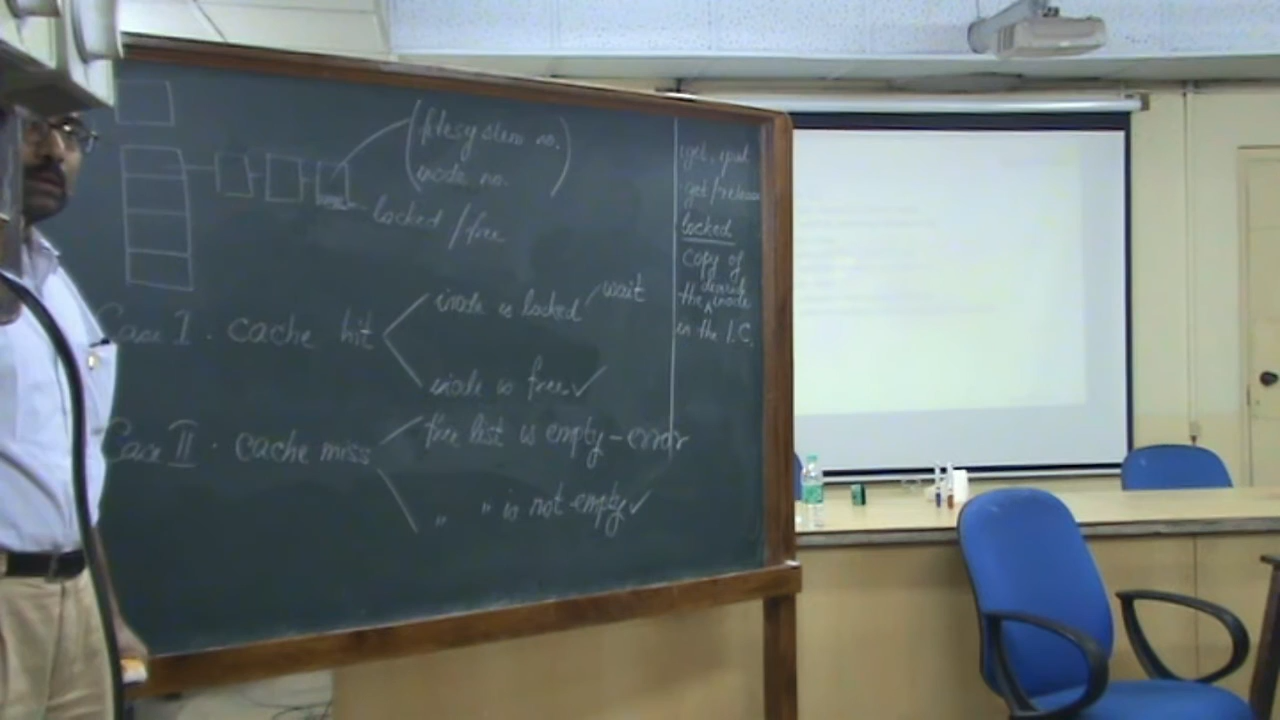 (filesystem no.
inode no.)
locked / free
Case I . cache hit
inode is locked / wait
inode is free ✓
Case II . cache miss
free list is empty - error
" " is not empty ✓
iget, iput
get/release
locked
copy of
the ^ disk inode
in the I.C.